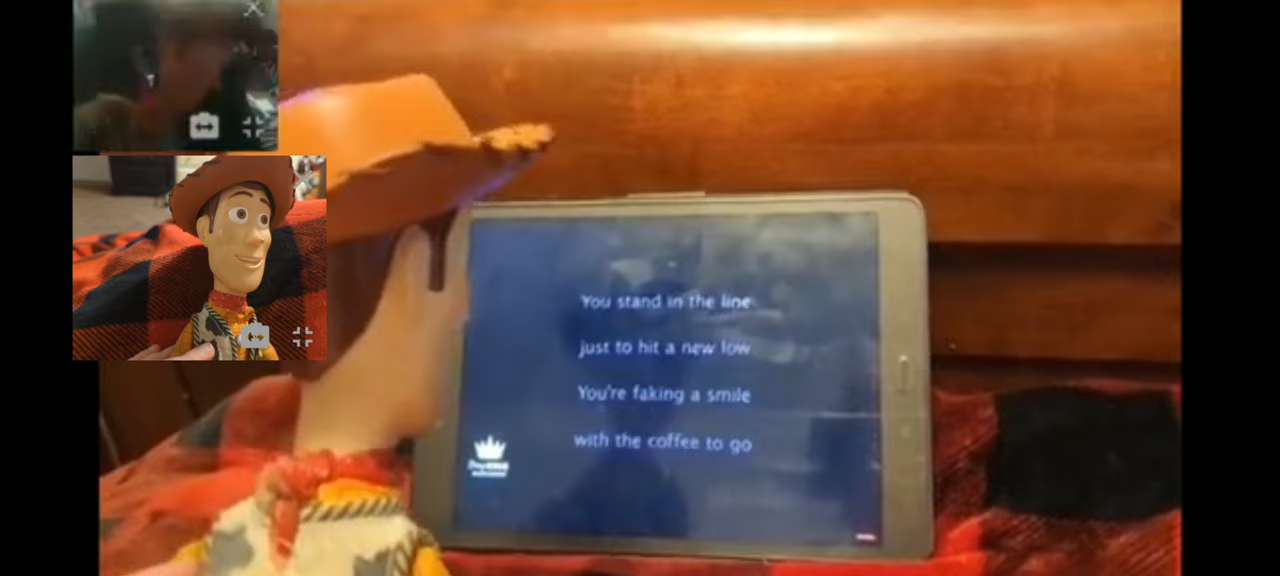 You stand in the line
just to hit a new low
You're faking a smile
with the coffee to go